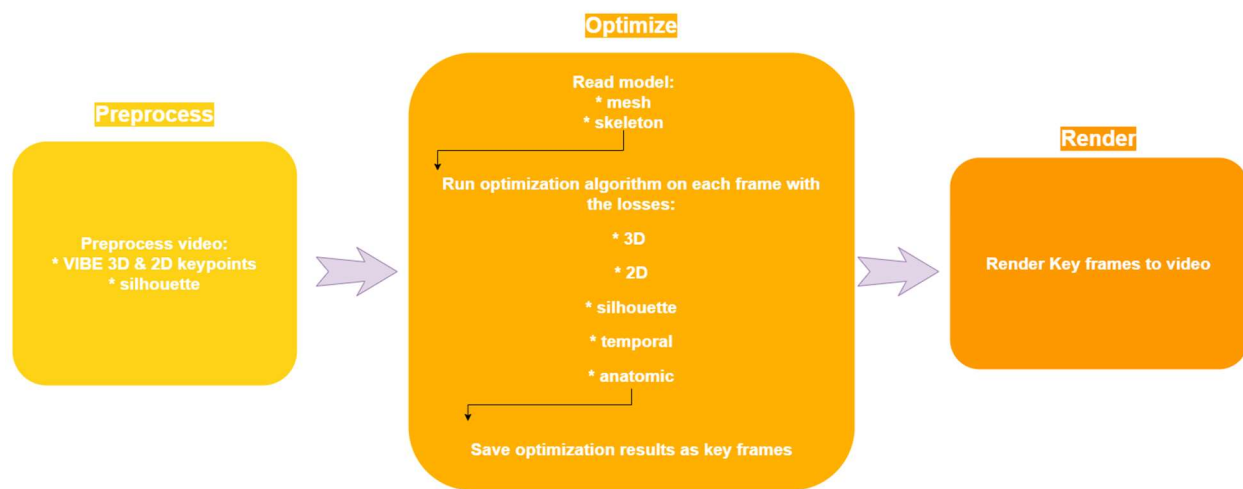 Preprocess
Preprocess video:
* VIBE 3D & 2D keypoints
* silhouette
Optimize
Read model:
* mesh
* skeleton
Run optimization algorithm on each frame with
the losses:
* 3D
* 2D
* silhouette
* temporal
* anatomic
Save optimization results as key frames
Render
Render Key frames to video